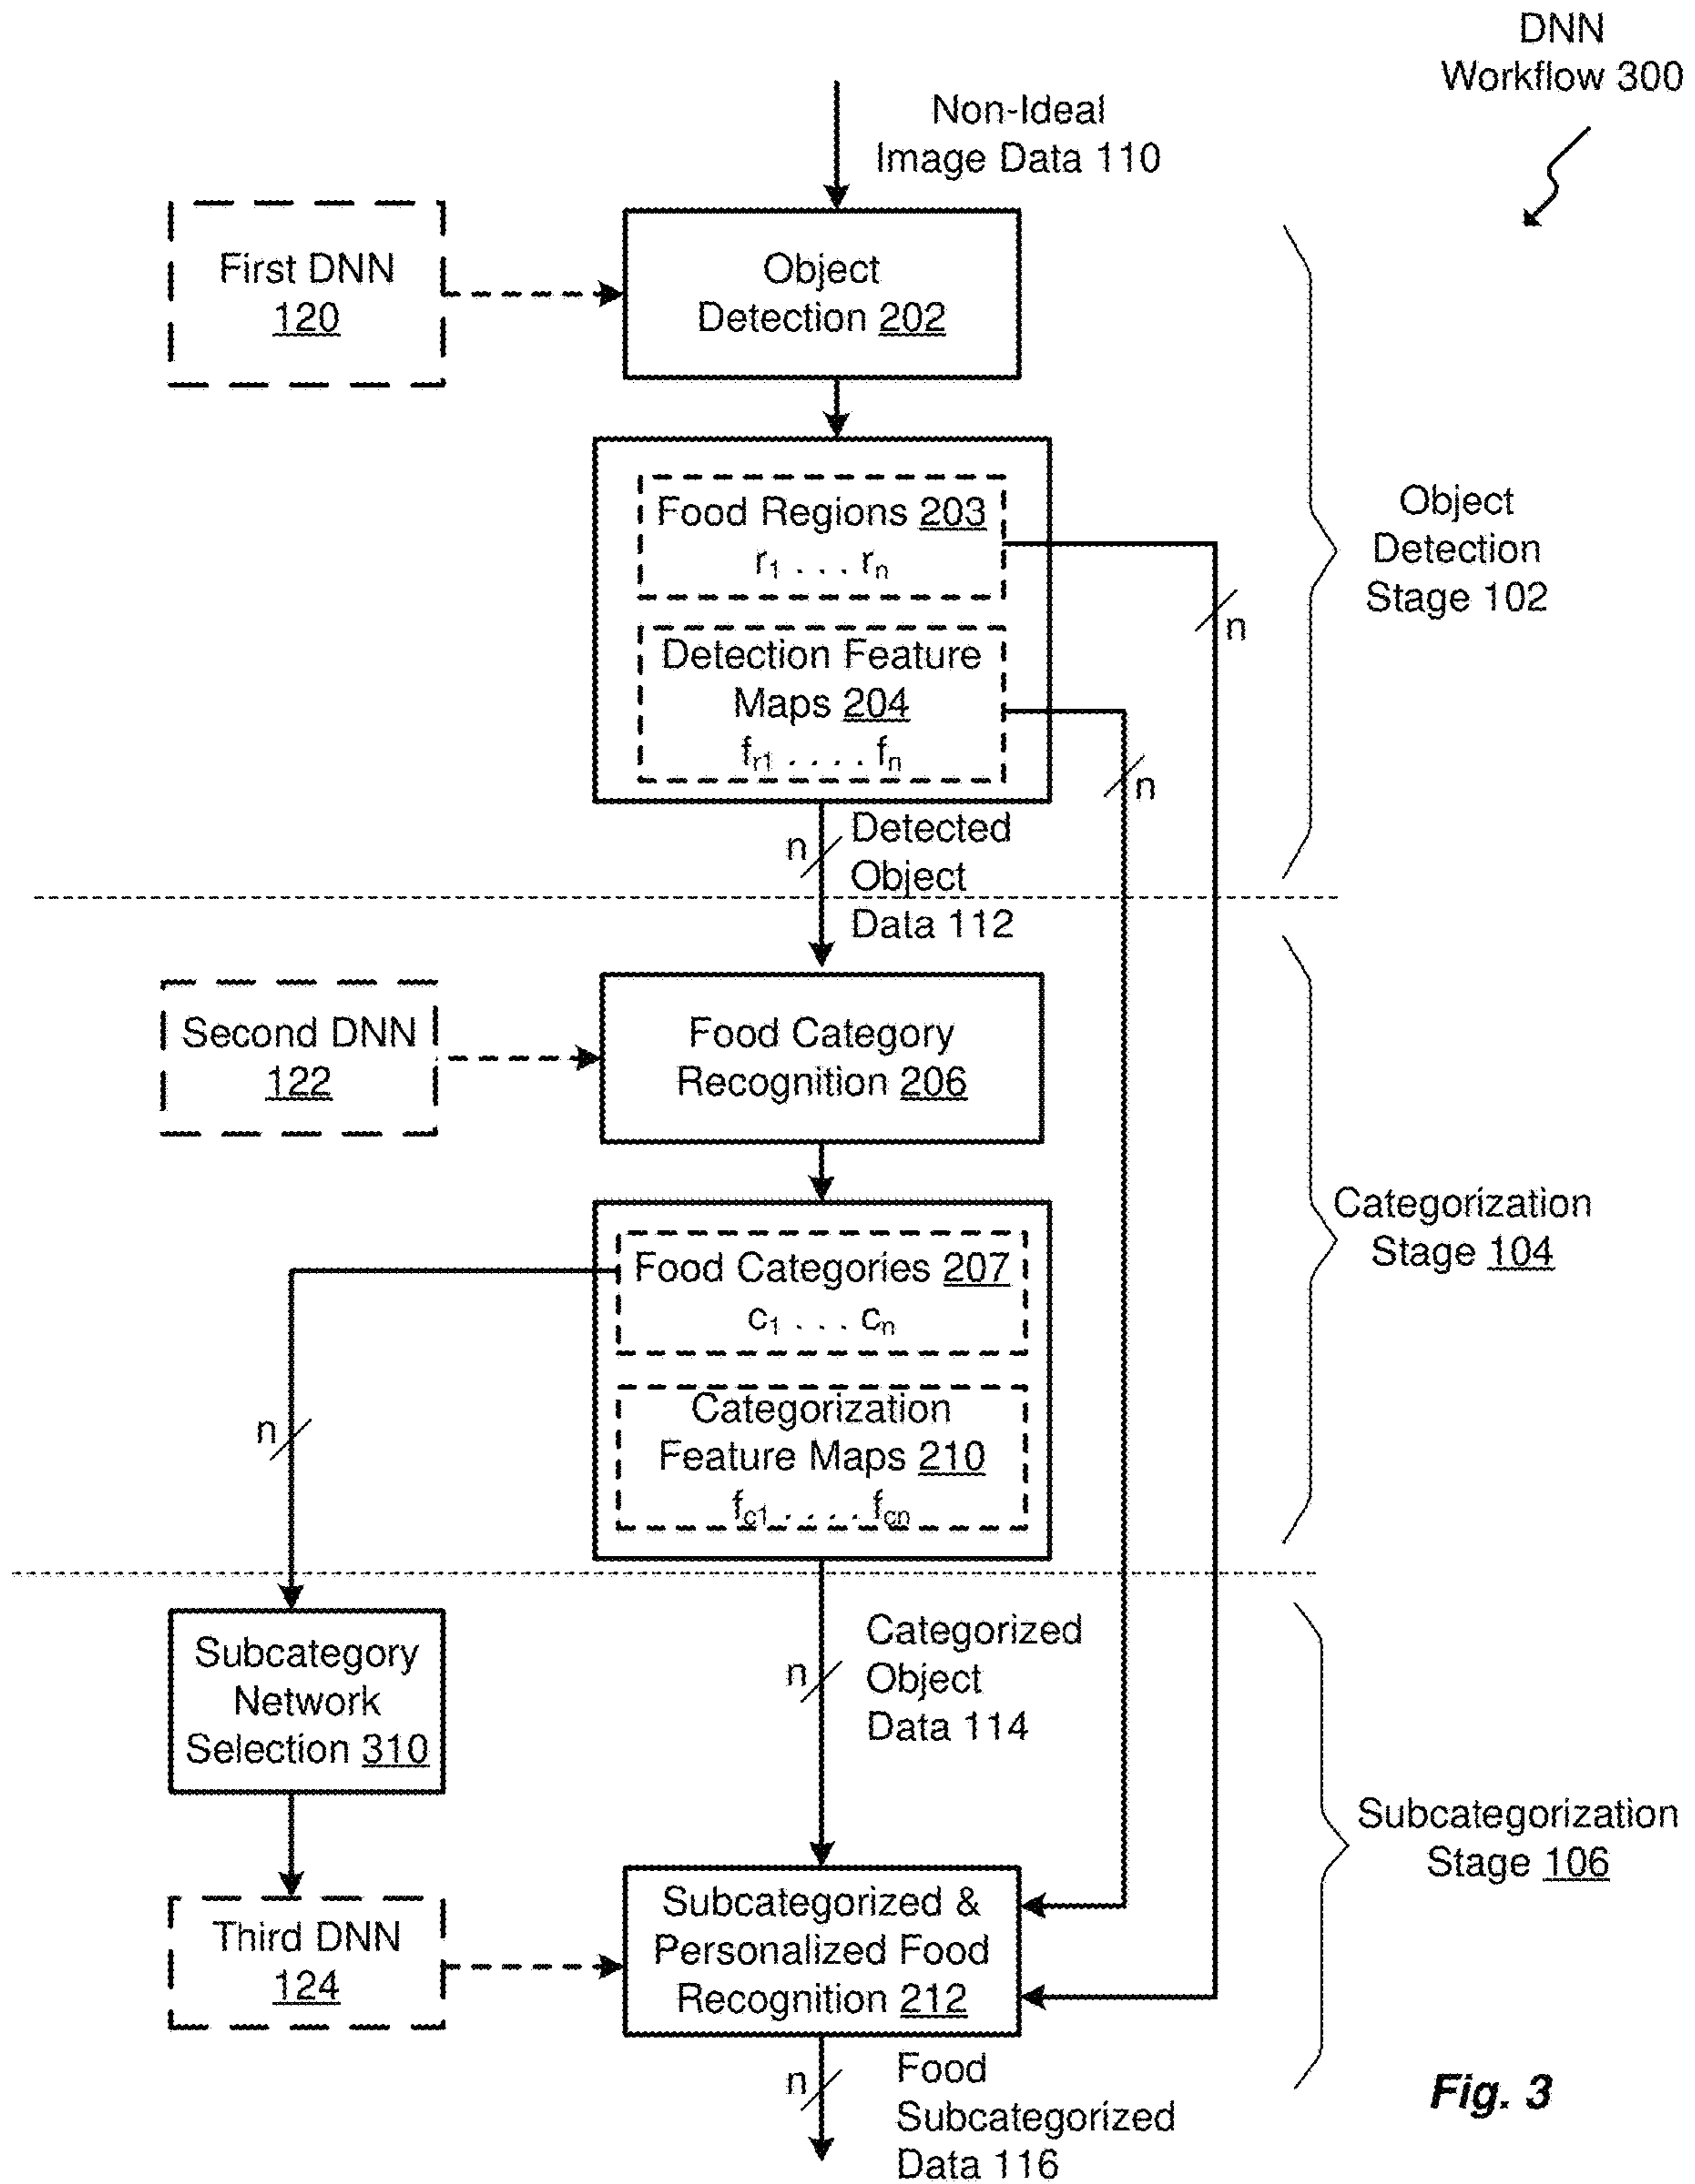 DNN
Workflow 300
Non-Ideal
Image Data 110
First DNN
120
Object
Detection 202
Food Regions 203
r1 . . . rn
n
Detection Feature
Maps 204
fr1 . . . . fn
n
Object
Detection
Stage 102
n
Detected
Object
Data 112
Second DNN
122
Food Category
Recognition 206
Food Categories 207
c1 . . . cn
Categorization
Feature Maps 210
fc1 . . . . fcn
n
Categorization
Stage 104
Subcategory
Network
Selection 310
n
Categorized
Object
Data 114
Third DNN
124
Subcategorized &
Personalized Food
Recognition 212
Subcategorization
Stage 106
n
Food
Subcategorized
Data 116
Fig. 3